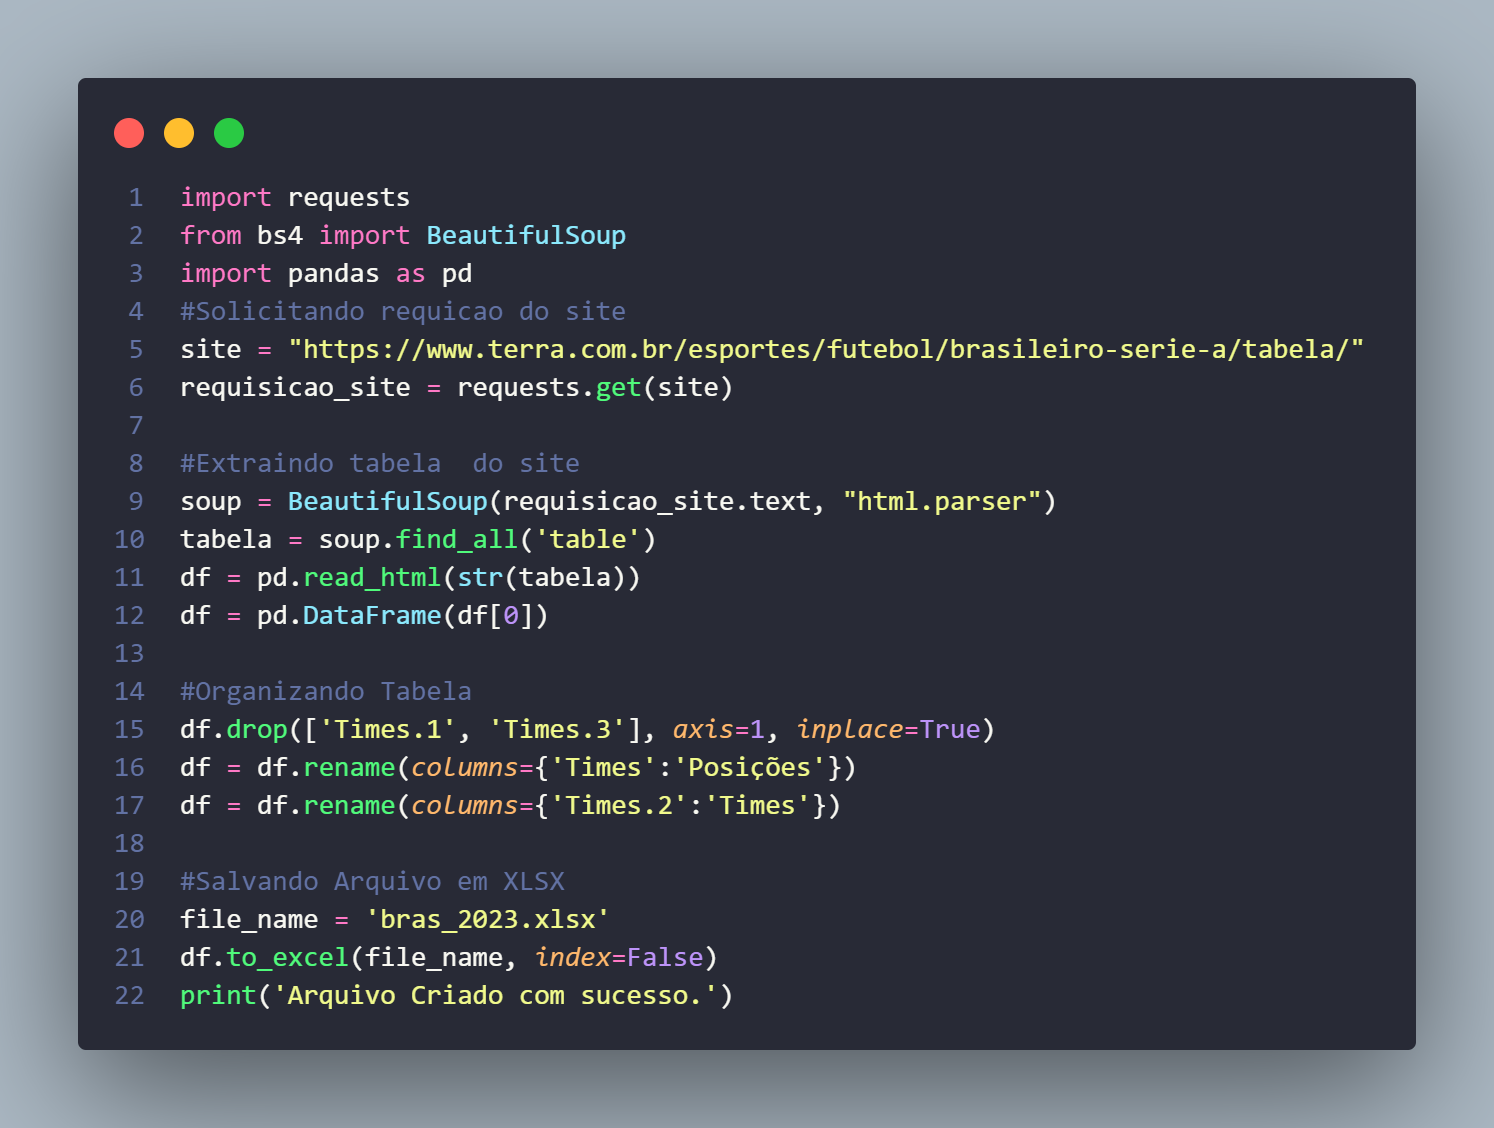 1 import requests
2 from bs4 import BeautifulSoup
3 import pandas as pd
4 #Solicitando requicao do site
5 site = "https://www.terra.com.br/esportes/futebol/brasileiro-serie-a/tabela/"
6 requisicao_site = requests.get(site)
7
8 #Extraindo tabela  do site
9 soup = BeautifulSoup(requisicao_site.text, "html.parser")
10 tabela = soup.find_all('table')
11 df = pd.read_html(str(tabela))
12 df = pd.DataFrame(df[0])
13
14 #Organizando Tabela
15 df.drop(['Times.1', 'Times.3'], axis=1, inplace=True)
16 df = df.rename(columns={'Times':'Posições'})
17 df = df.rename(columns={'Times.2':'Times'})
18
19 #Salvando Arquivo em XLSX
20 file_name = 'bras_2023.xlsx'
21 df.to_excel(file_name, index=False)
22 print('Arquivo Criado com sucesso.')